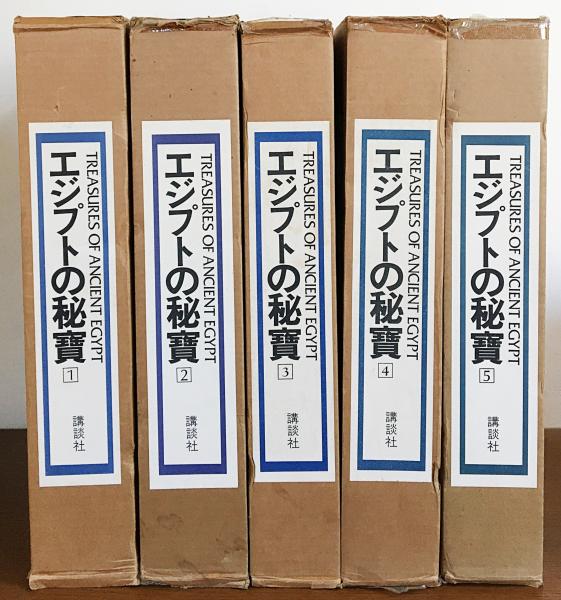 TREASURES OF ANCIENT EGYPT
エジプトの秘寶
1
講談社
TREASURES OF ANCIENT EGYPT
エジプトの秘寶
2
講談社
TREASURES OF ANCIENT EGYPT
エジプトの秘寶
3
講談社
TREASURES OF ANCIENT EGYPT
エジプトの秘寶
4
講談社
TREASURES OF ANCIENT EGYPT
エジプトの秘寶
5
講談社